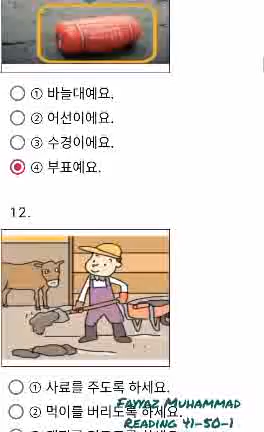 ① 바늘대예요.
② 어선이에요.
③ 수경이에요.
④ 부표예요.
12.
① 사료를 주도록 하세요.
② 먹이를 버리도록 하세요.
Fayyaz Muhammad
Reading 41-50-1